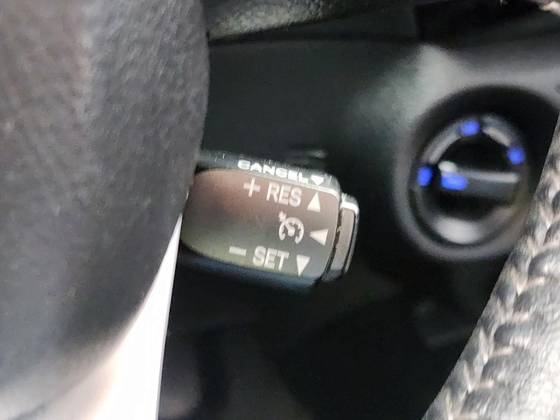 CANCEL
+ RES
- SET